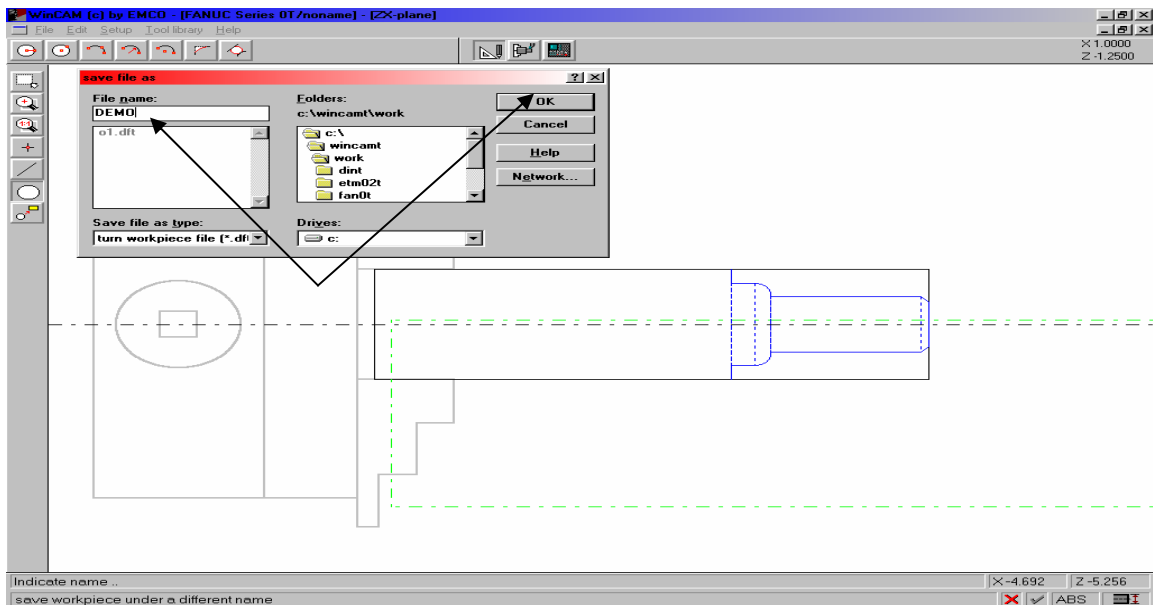 WinCAM (c) by EMCO - [FANUC Series 0T/noname] - [ZX-plane]
File Edit Setup Tool library Help
X 1.0000
Z -1.2500
save file as
File name:
DEMO
o1.dft
Save file as type:
turn workpiece file (*.dft
Folders:
c:\wincamt\work
c:\
wincamt
work
dint
etm02t
fan0t
Drives:
c:
OK
Cancel
Help
Network...
1:1
Indicate name ..
X -4.692 Z -5.256
save workpiece under a different name
ABS